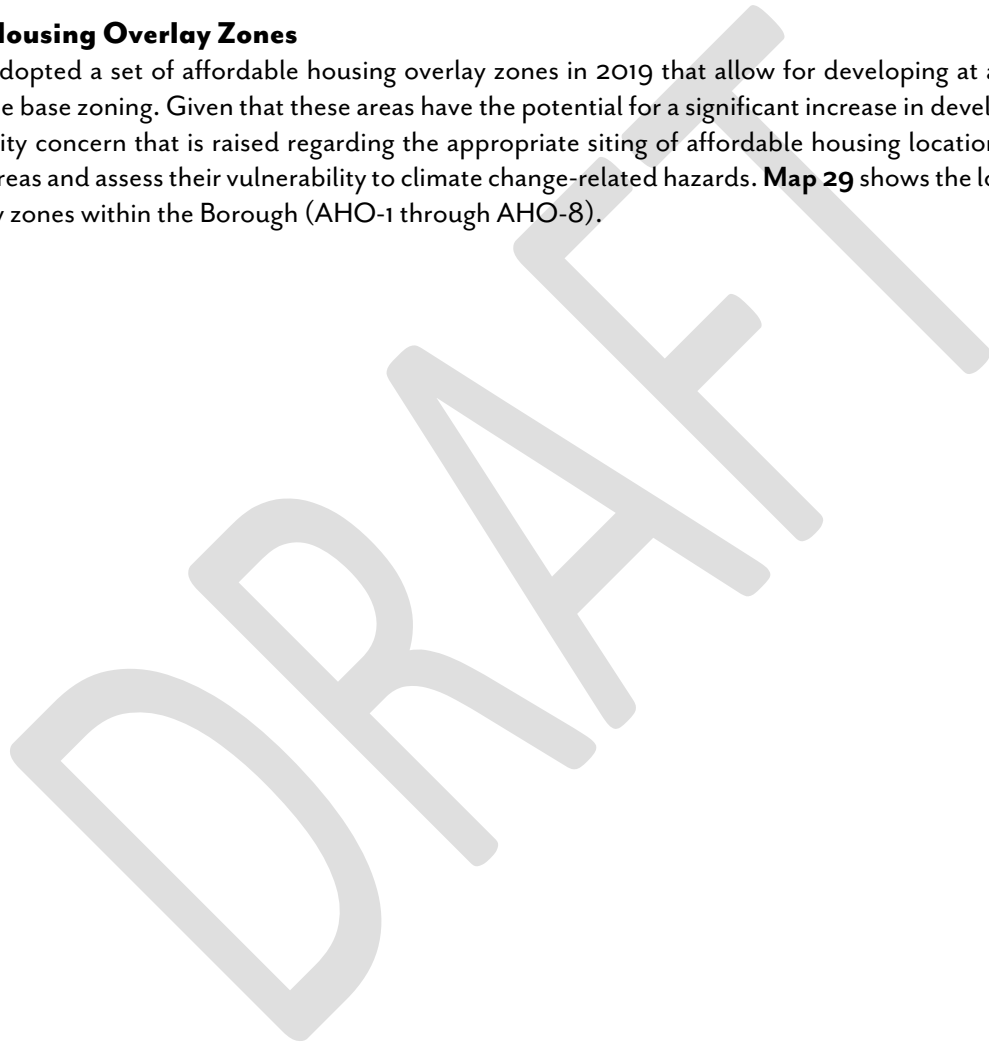 Housing Overlay Zones
dopted a set of affordable housing overlay zones in 2019 that allow for developing at a
e base zoning. Given that these areas have the potential for a significant increase in devel
ity concern that is raised regarding the appropriate siting of affordable housing location
reas and assess their vulnerability to climate change-related hazards. Map 29 shows the lo
y zones within the Borough (AHO-1 through AHO-8).
DRAFT